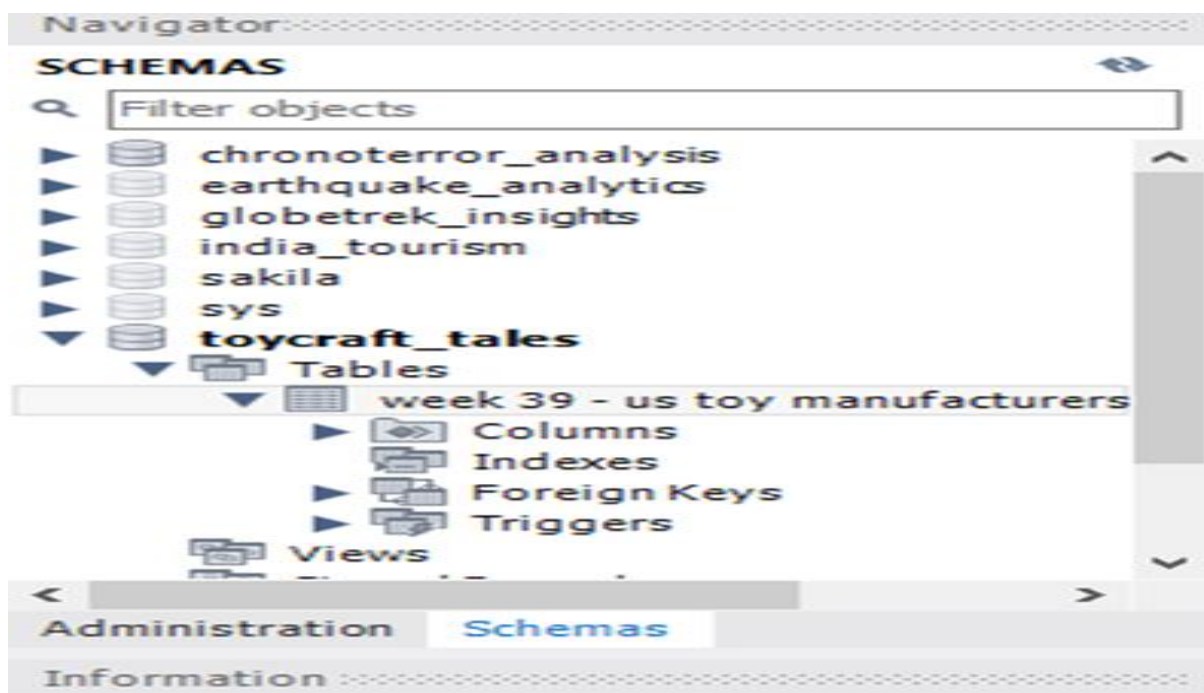 Navigator
SCHEMAS
Filter objects
chronoterror_analysis
earthquake_analytics
globetrek_insights
india_tourism
sakila
sys
toycraft_tales
Tables
week 39 - us toy manufacturers
Columns
Indexes
Foreign Keys
Triggers
Views
Administration Schemas
Information